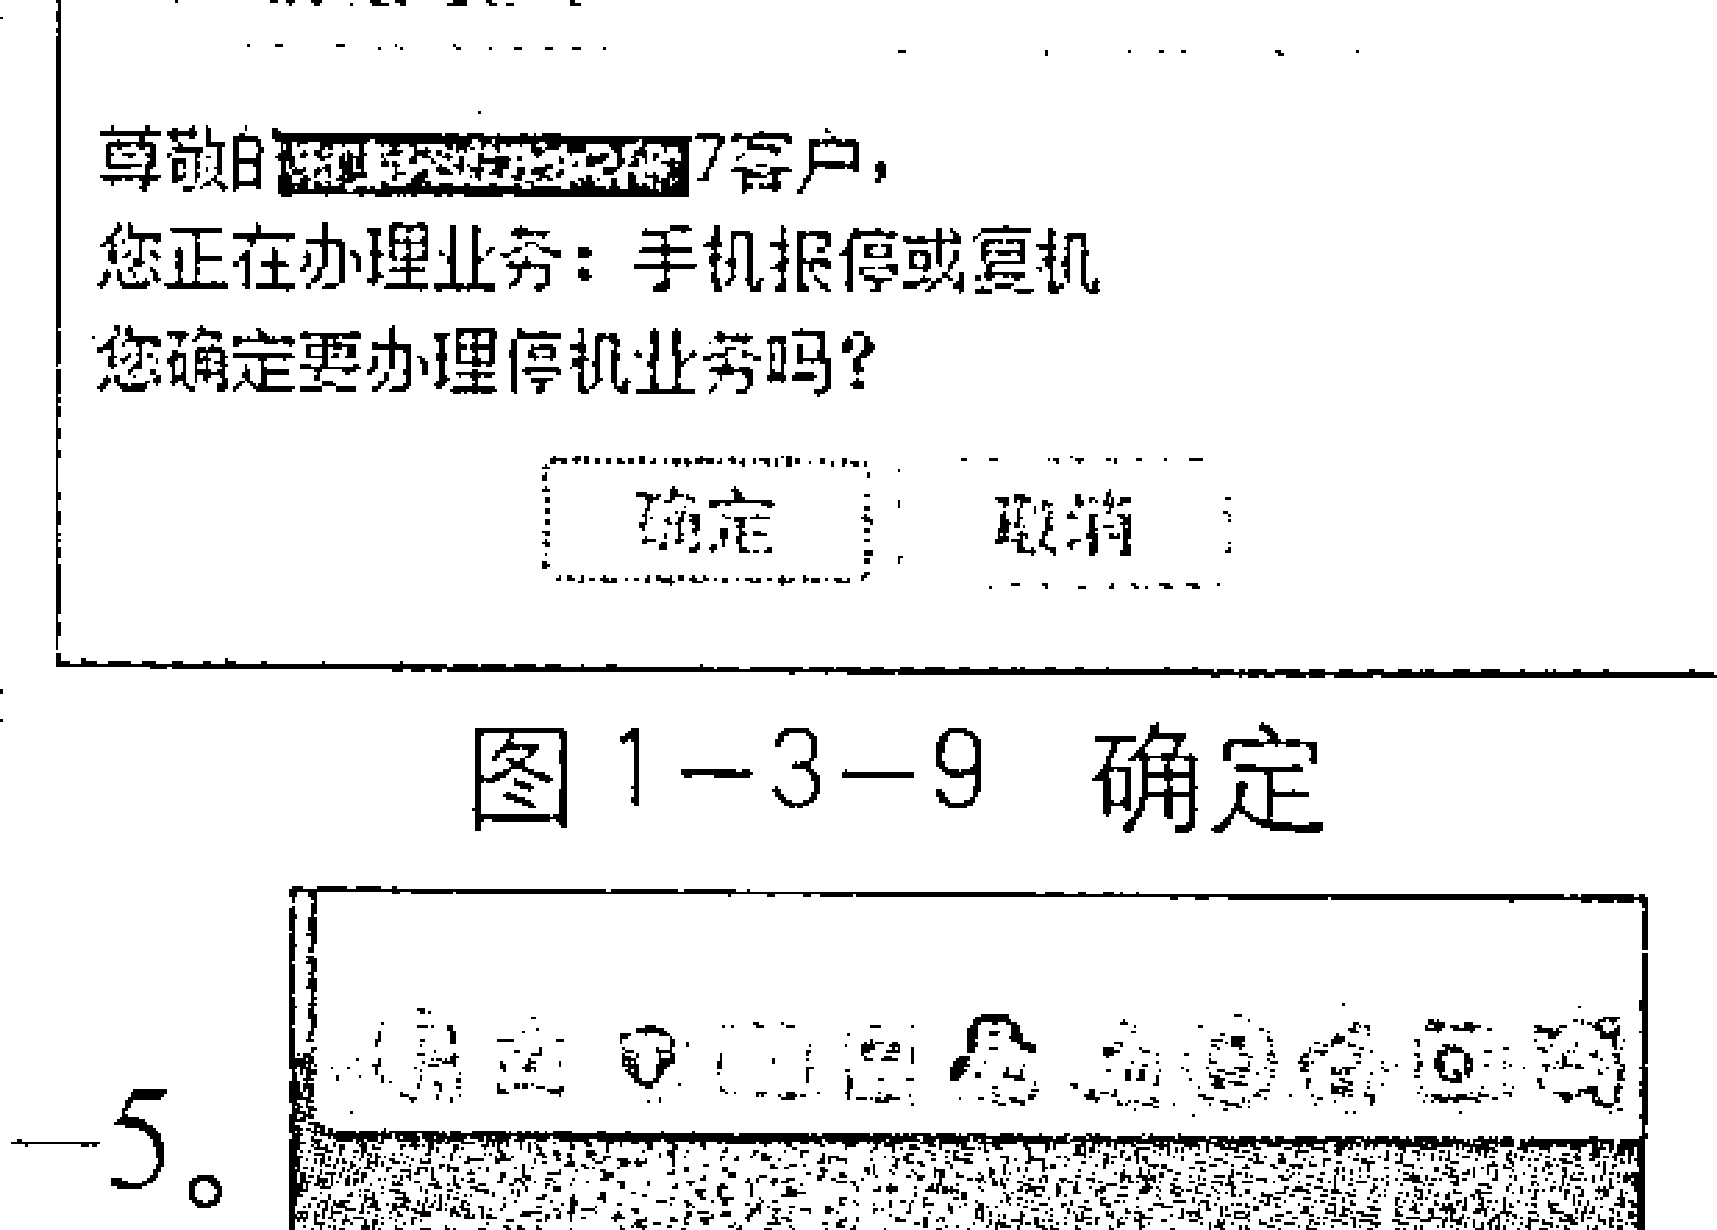 尊敬的7客户，
您正在办理业务：手机报停或复机
您确定要办理停机业务吗？
确定 取消
图 1－3－9 确定
—5。